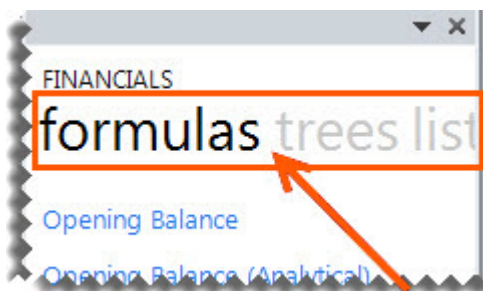 FINANCIALS
formulas trees list
Opening Balance
Opening Balance (Analytical)